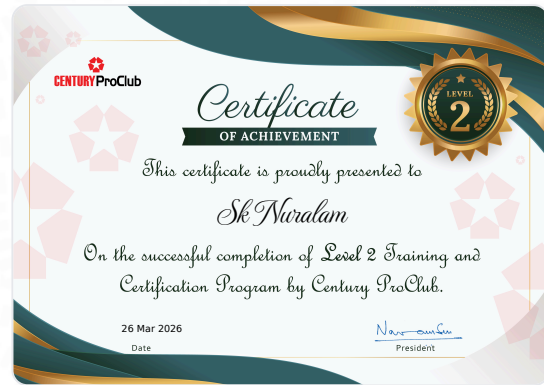 CENTURY ProClub
LEVEL
2
Certificate
OF ACHIEVEMENT
This certificate is proudly presented to
Sk Nuralam
On the successful completion of Level 2 Training and
Certification Program by Century ProClub.
26 Mar 2026
Date
President